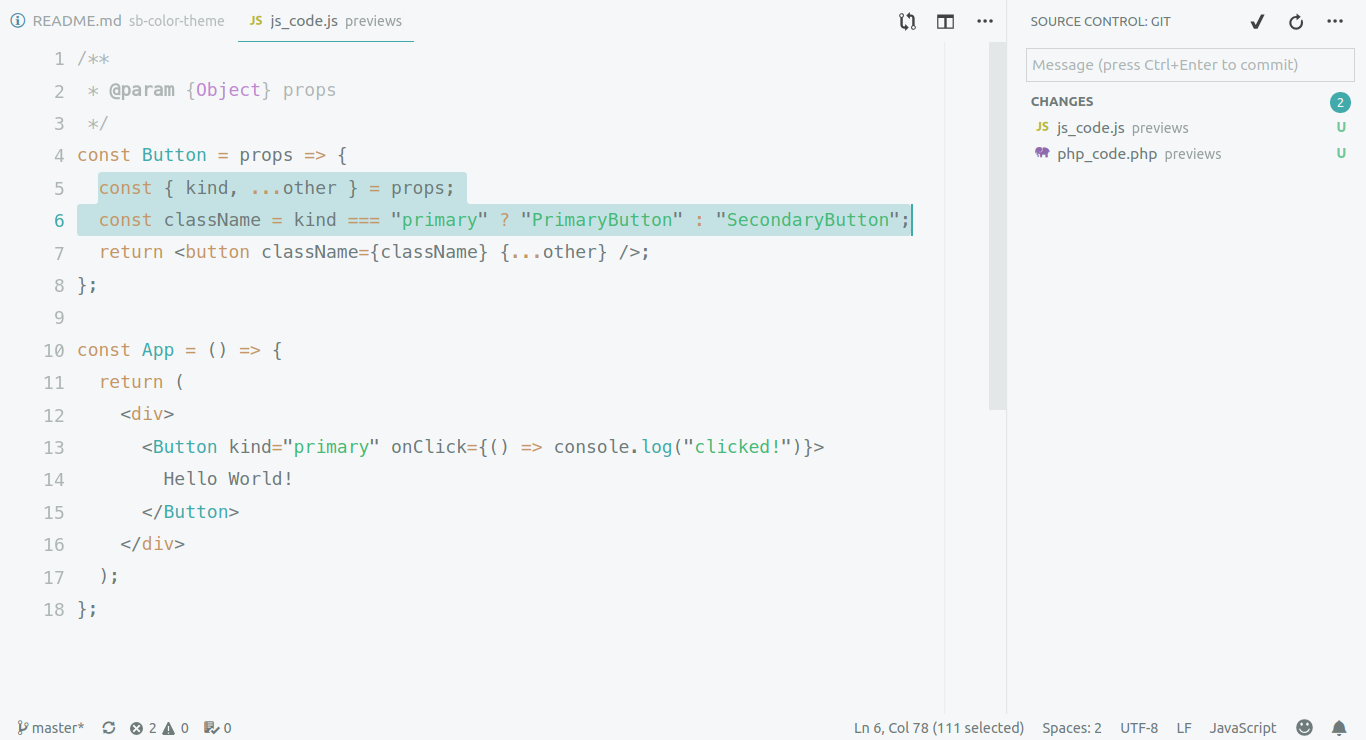 README.md sb-color-theme JS js_code.js previews
1 /**
2  * @param {Object} props
3  */
4 const Button = props => {
5   const { kind, ...other } = props;
6   const className = kind === "primary" ? "PrimaryButton" : "SecondaryButton";
7   return <button className={className} {...other} />;
8 };
9
10 const App = () => {
11   return (
12     <div>
13       <Button kind="primary" onClick={() => console.log("clicked!")}>
14         Hello World!
15       </Button>
16     </div>
17   );
18 };
SOURCE CONTROL: GIT
Message (press Ctrl+Enter to commit)
CHANGES 2
JS js_code.js previews U
php_code.php previews U
master* 2 0 0 Ln 6, Col 78 (111 selected) Spaces: 2 UTF-8 LF JavaScript